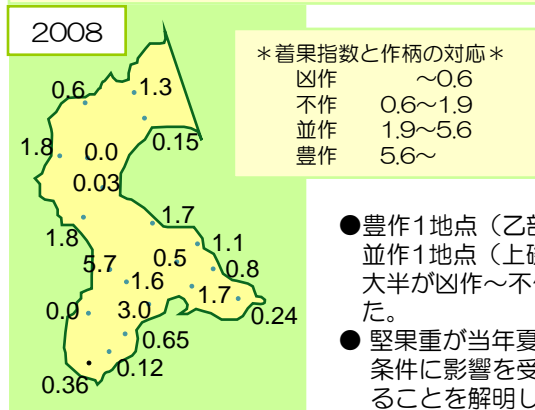 2008
＊着果指数と作柄の対応＊
凶作 ～0.6
不作 0.6～1.9
並作 1.9～5.6
豊作 5.6～
0.6
1.3
0.15
1.8
0.0
0.03
1.8
1.7
1.1
5.7
0.5
0.8
1.6
1.7
0.0
3.0
0.24
0.65
0.12
0.36
●豊作1地点（乙部
並作1地点（上磯
大半が凶作～不作
た。
● 堅果重が当年夏
条件に影響を受
ることを解明し